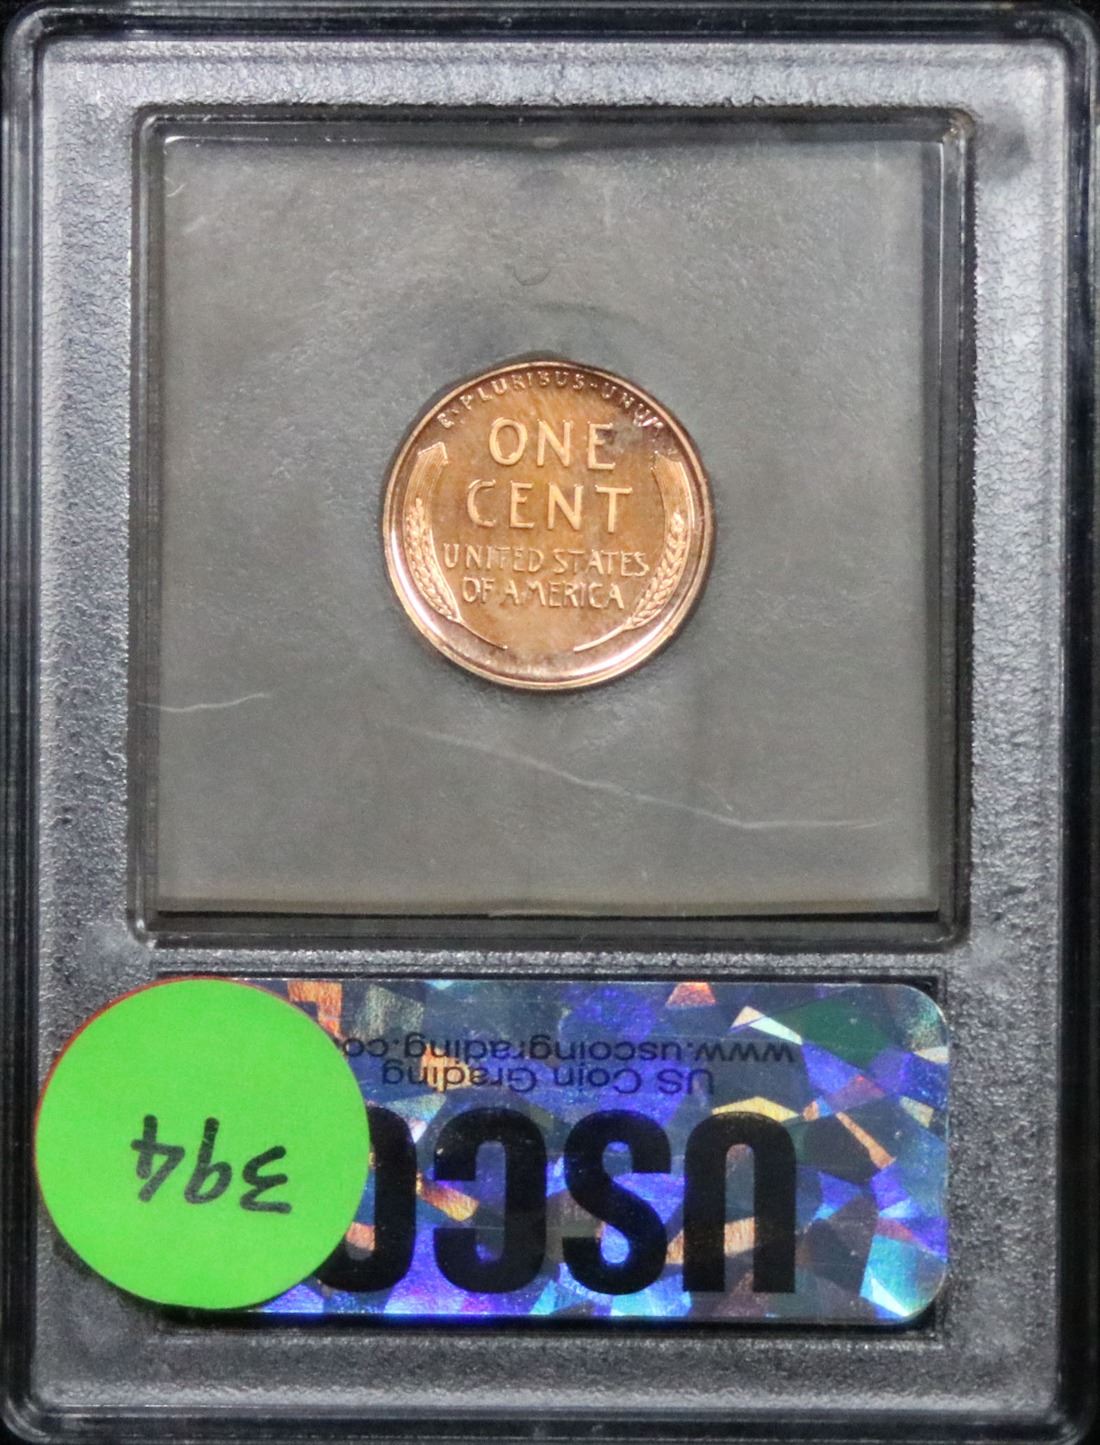 E·PLURIBUS·UNUM
ONE
CENT
UNITED STATES
OF AMERICA
USCG
US Coin Grading
www.uscoingrading.co
394